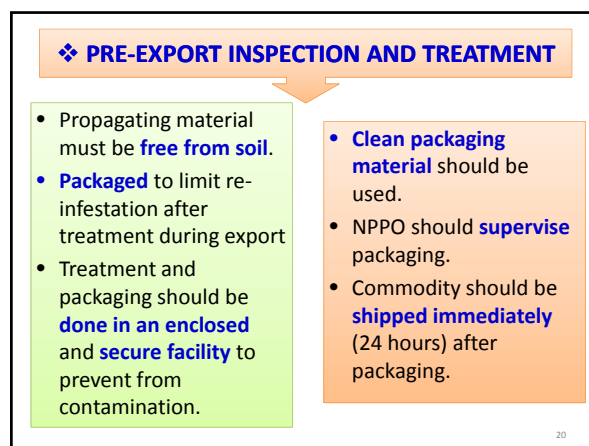 ❖ PRE-EXPORT INSPECTION AND TREATMENT
• Propagating material
must be free from soil.
• Packaged to limit re-
infestation after
treatment during export
• Treatment and
packaging should be
done in an enclosed
and secure facility to
prevent from
contamination.
• Clean packaging
material should be
used.
• NPPO should supervise
packaging.
• Commodity should be
shipped immediately
(24 hours) after
packaging.
20